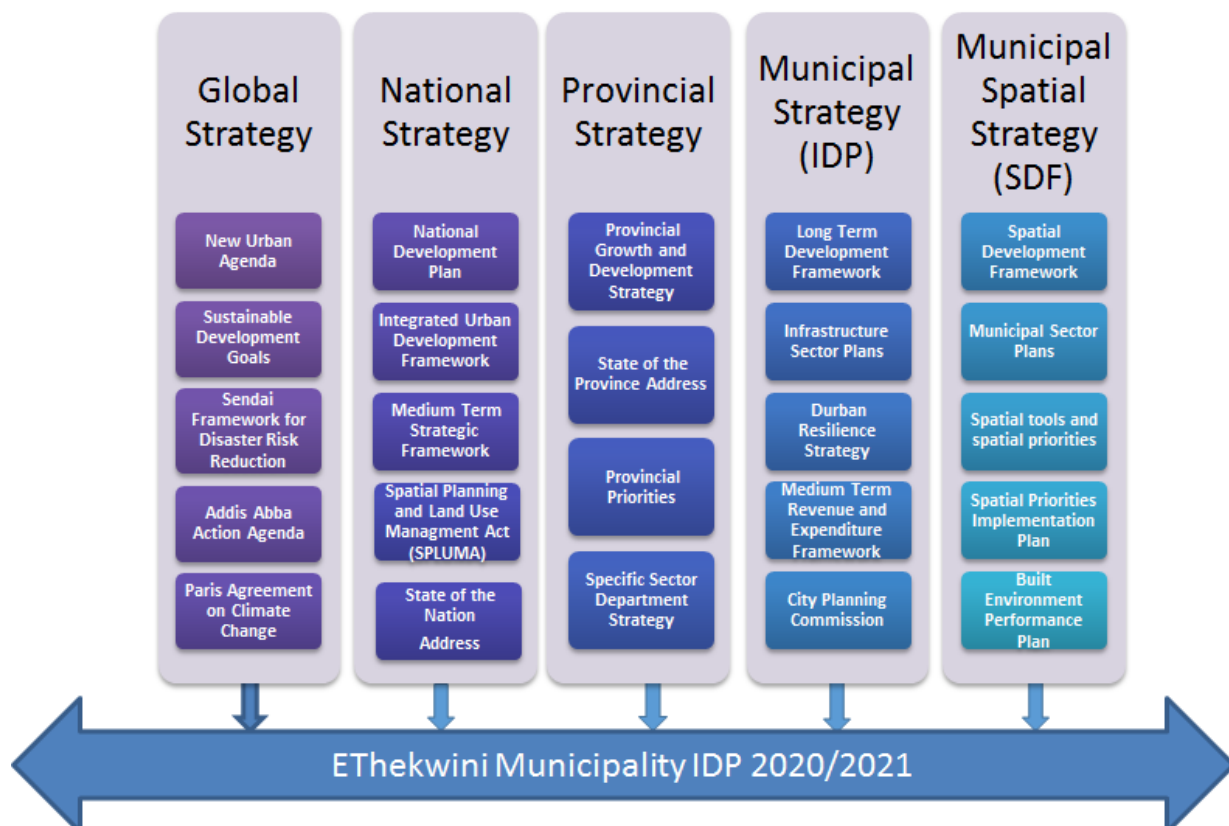 Global
Strategy
New Urban
Agenda
Sustainable
Development
Goals
Sendai
Framework for
Disaster Risk
Reduction
Addis Abba
Action Agenda
Paris Agreement
on Climate
Change
National
Strategy
National
Development
Plan
Integrated Urban
Development
Framework
Medium Term
Strategic
Framework
Spatial Planning
and Land Use
Managment Act
(SPLUMA)
State of the
Nation
Address
Provincial
Strategy
Provincial
Growth and
Development
Strategy
State of the
Province Address
Provincial
Priorities
Specific Sector
Department
Strategy
Municipal
Strategy
(IDP)
Long Term
Development
Framework
Infrastructure
Sector Plans
Durban
Resilience
Strategy
Medium Term
Revenue and
Expenditure
Framework
City Planning
Commission
Municipal
Spatial
Strategy
(SDF)
Spatial
Development
Framework
Municipal Sector
Plans
Spatial tools and
spatial priorities
Spatial Priorities
Implementation
Plan
Built
Environment
Performance
Plan
EThekwini Municipality IDP 2020/2021